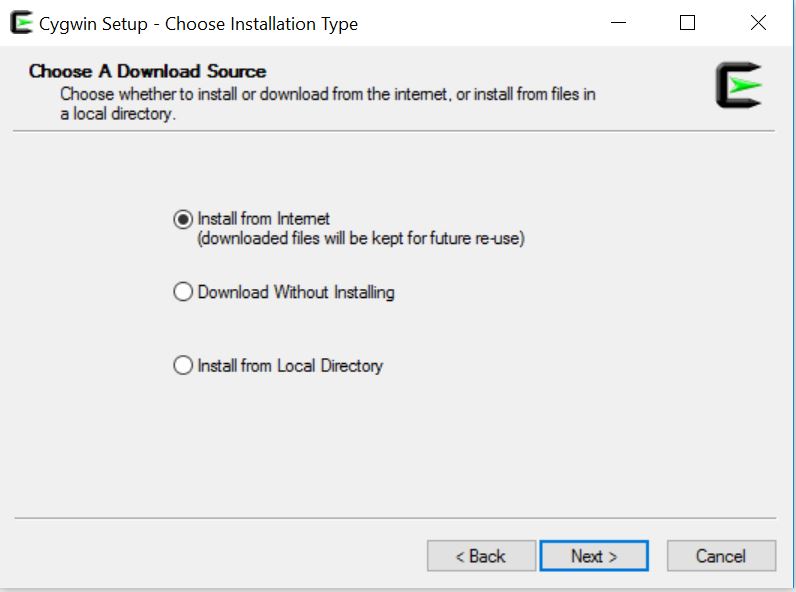 Cygwin Setup - Choose Installation Type
Choose A Download Source
Choose whether to install or download from the internet, or install from files in
a local directory.
Install from Internet
(downloaded files will be kept for future re-use)
Download Without Installing
Install from Local Directory
< Back
Next >
Cancel